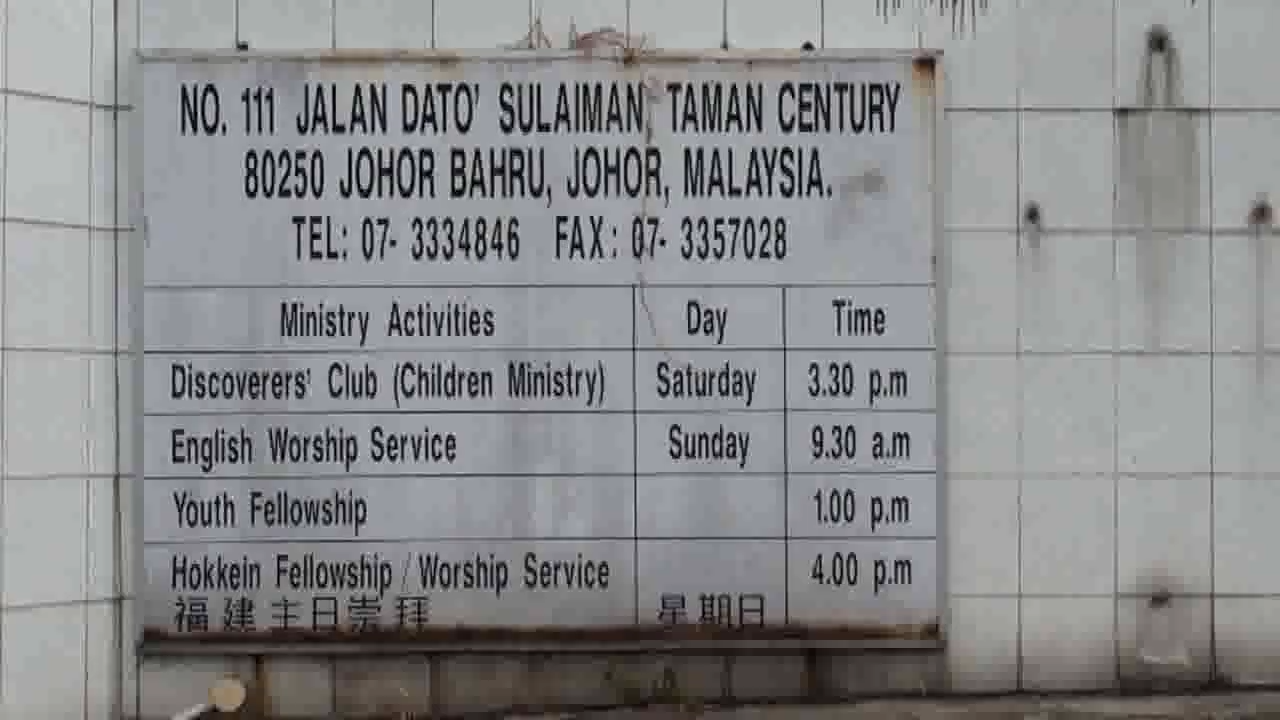 NO. 111 JALAN DATO' SULAIMAN, TAMAN CENTURY
80250 JOHOR BAHRU, JOHOR, MALAYSIA.
TEL: 07- 3334846 FAX: 07- 3357028
Ministry Activities Day Time
Discoverers' Club (Children Ministry) Saturday 3.30 p.m
English Worship Service Sunday 9.30 a.m
Youth Fellowship 1.00 p.m
Hokkein Fellowship / Worship Service 4.00 p.m
福建主日崇拜 星期日